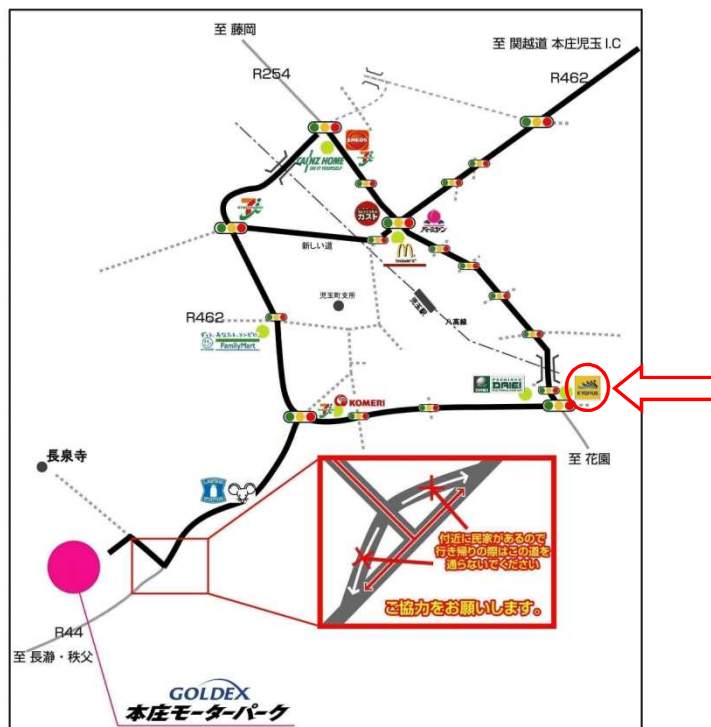 至 藤岡
至 関越道 本庄児玉 I.C
R254
R462
ENEOS
CAINZ HOME
DO IT YOURSELF
ガスト
バーミヤン
新しい道
McDonald's
児玉町支所
児玉駅
八高線
R462
FamilyMart
PACHINKO
DAIEI
KOMERI
至 花園
長泉寺
LAWSON
付近に民家があるので
行き帰りの際はこの道を
通らないでください
ご協力をお願いします。
R44
至 長瀞・秩父
GOLDEX
本庄モーターパーク